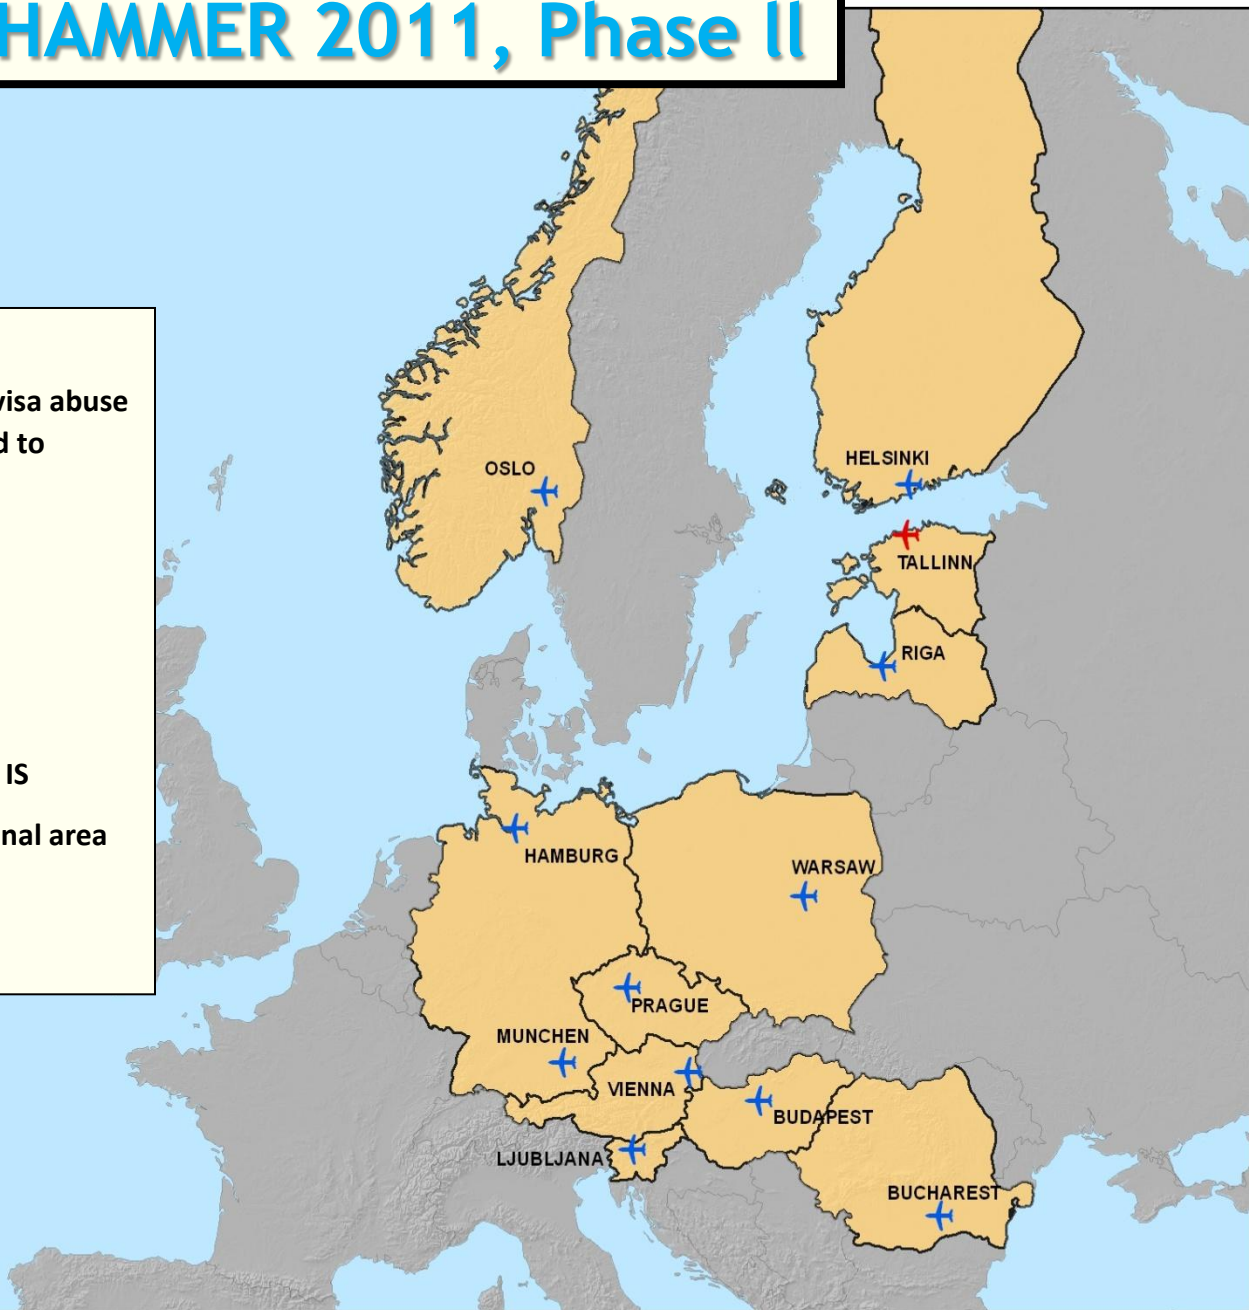 HAMMER 2011, Phase ll
visa abuse
d to
IS
nal area
OSLO
HELSINKI
TALLINN
RIGA
HAMBURG
WARSAW
PRAGUE
MUNCHEN
VIENNA
BUDAPEST
LJUBLJANA
BUCHAREST